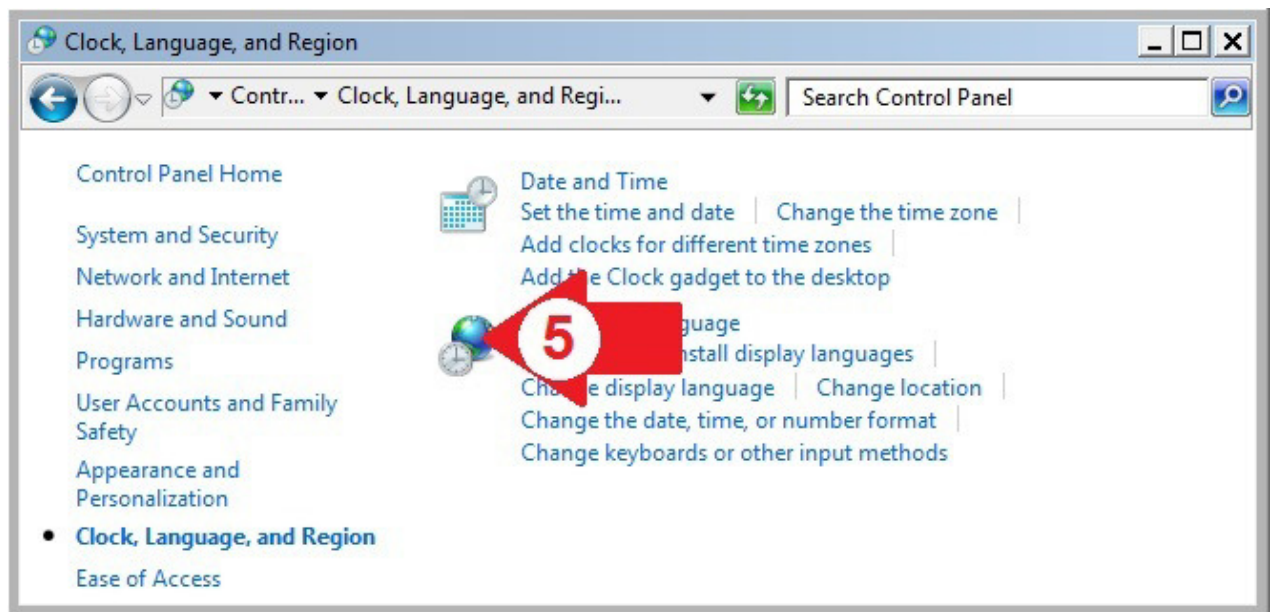 Clock, Language, and Region
Contr... Clock, Language, and Regi...
Search Control Panel
Control Panel Home
System and Security
Network and Internet
Hardware and Sound
Programs
User Accounts and Family
Safety
Appearance and
Personalization
Clock, Language, and Region
Ease of Access
Date and Time
Set the time and date Change the time zone
Add clocks for different time zones
Add the Clock gadget to the desktop
5
nstall display languages
display language Change location
Change the date, time, or number format
Change keyboards or other input methods